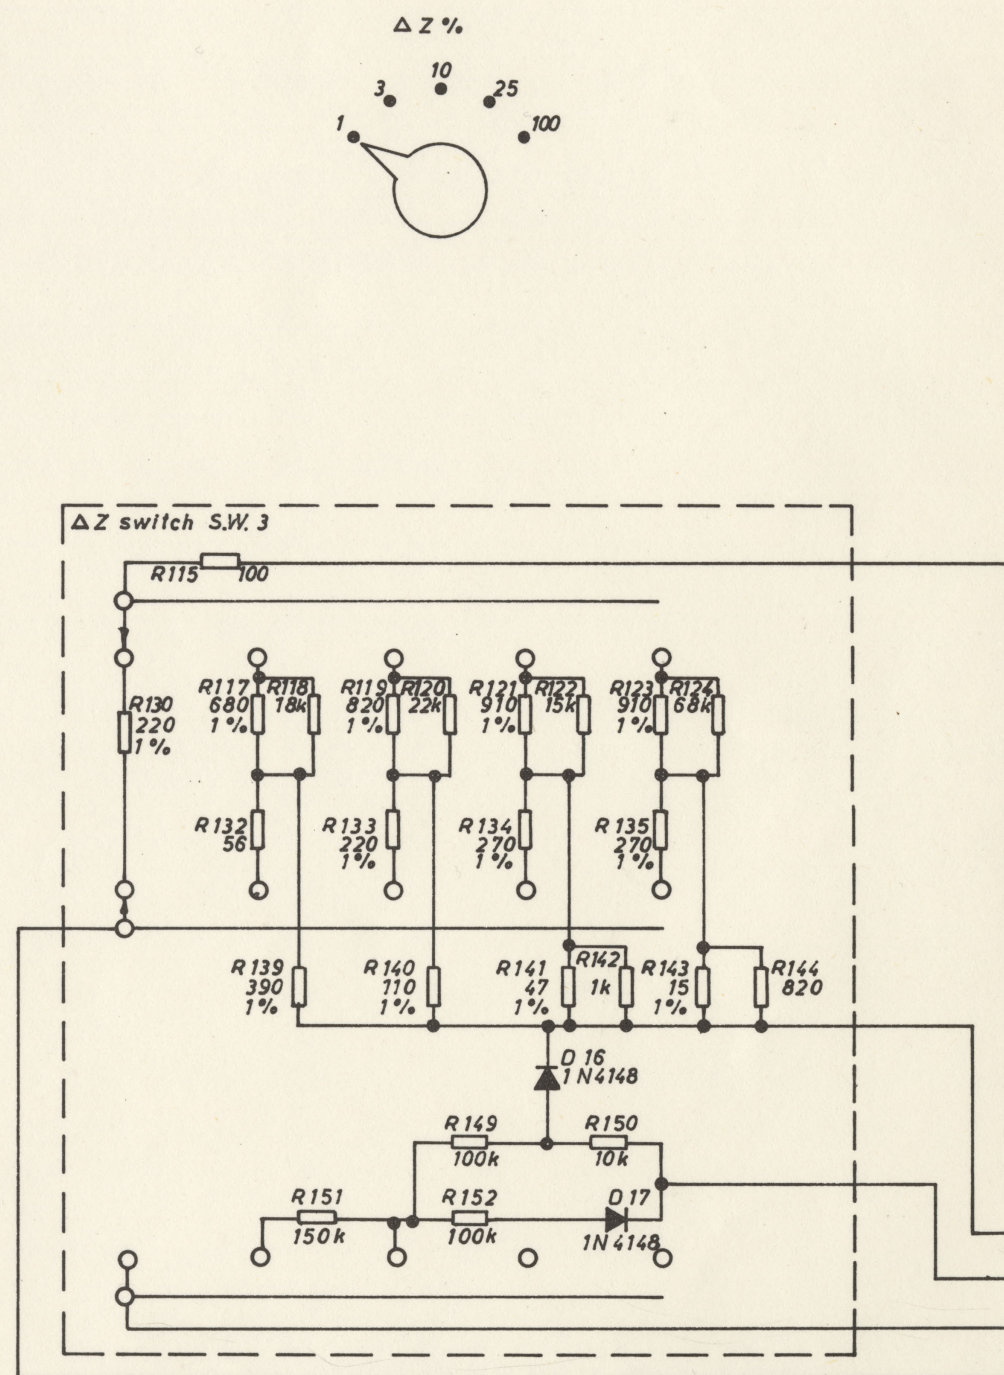 Δ Z %
10
3
25
1
100
Δ Z switch S.W. 3
R115 100
R130
220
1%
R117
680
1%
R118
18k
R119
820
1%
R120
22k
R121
910
1%
R122
15k
R123
910
1%
R124
68k
R132
56
R133
220
1%
R134
270
1%
R135
270
1%
R139
390
1%
R140
110
1%
R141
47
1%
R142
1k
R143
15
1%
R144
820
D 16
1N4148
R149
100k
R150
10k
R151
150k
R152
100k
D 17
1N4148